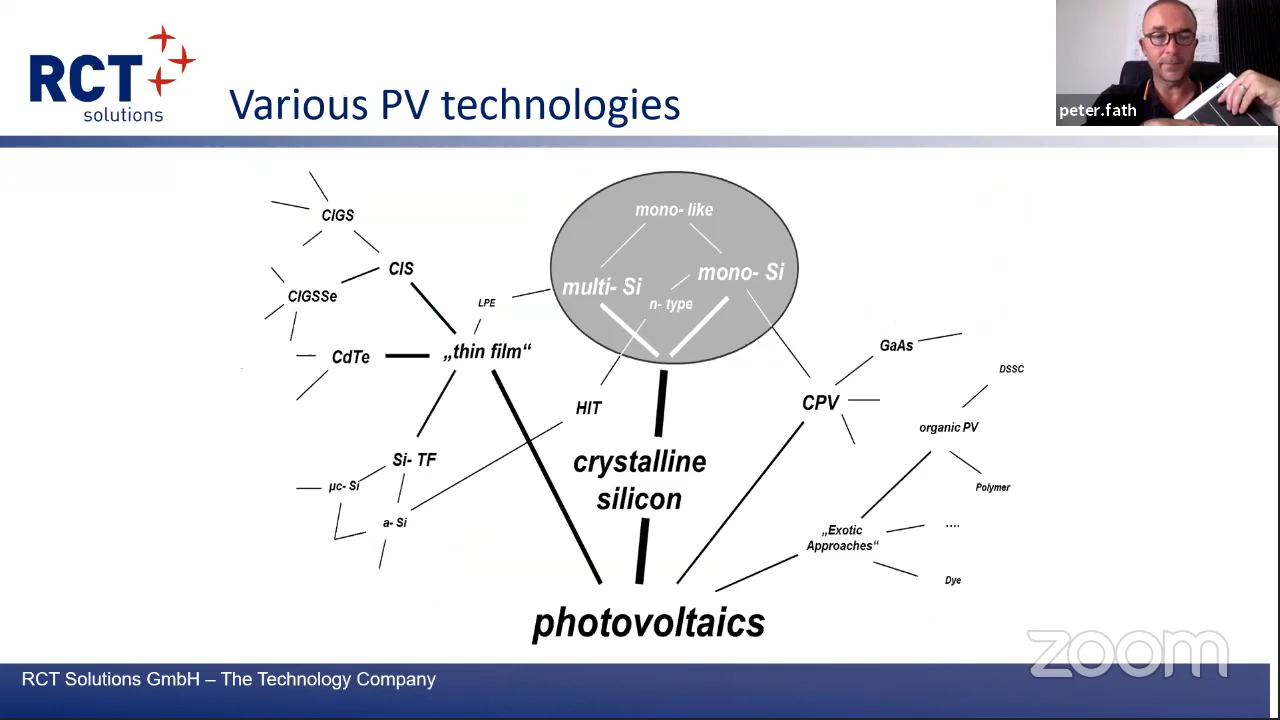 RCT
solutions
Various PV technologies
peter.fath
CIGS
mono- like
CIS
mono- Si
multi- Si
CIGSSe
LPE
n- type
GaAs
„thin film“
CdTe
DSSC
HIT
CPV
organic PV
crystalline
silicon
Si- TF
µc- Si
Polymer
a- Si
....
„Exotic
Approaches“
Dye
photovoltaics
zoom
RCT Solutions GmbH – The Technology Company